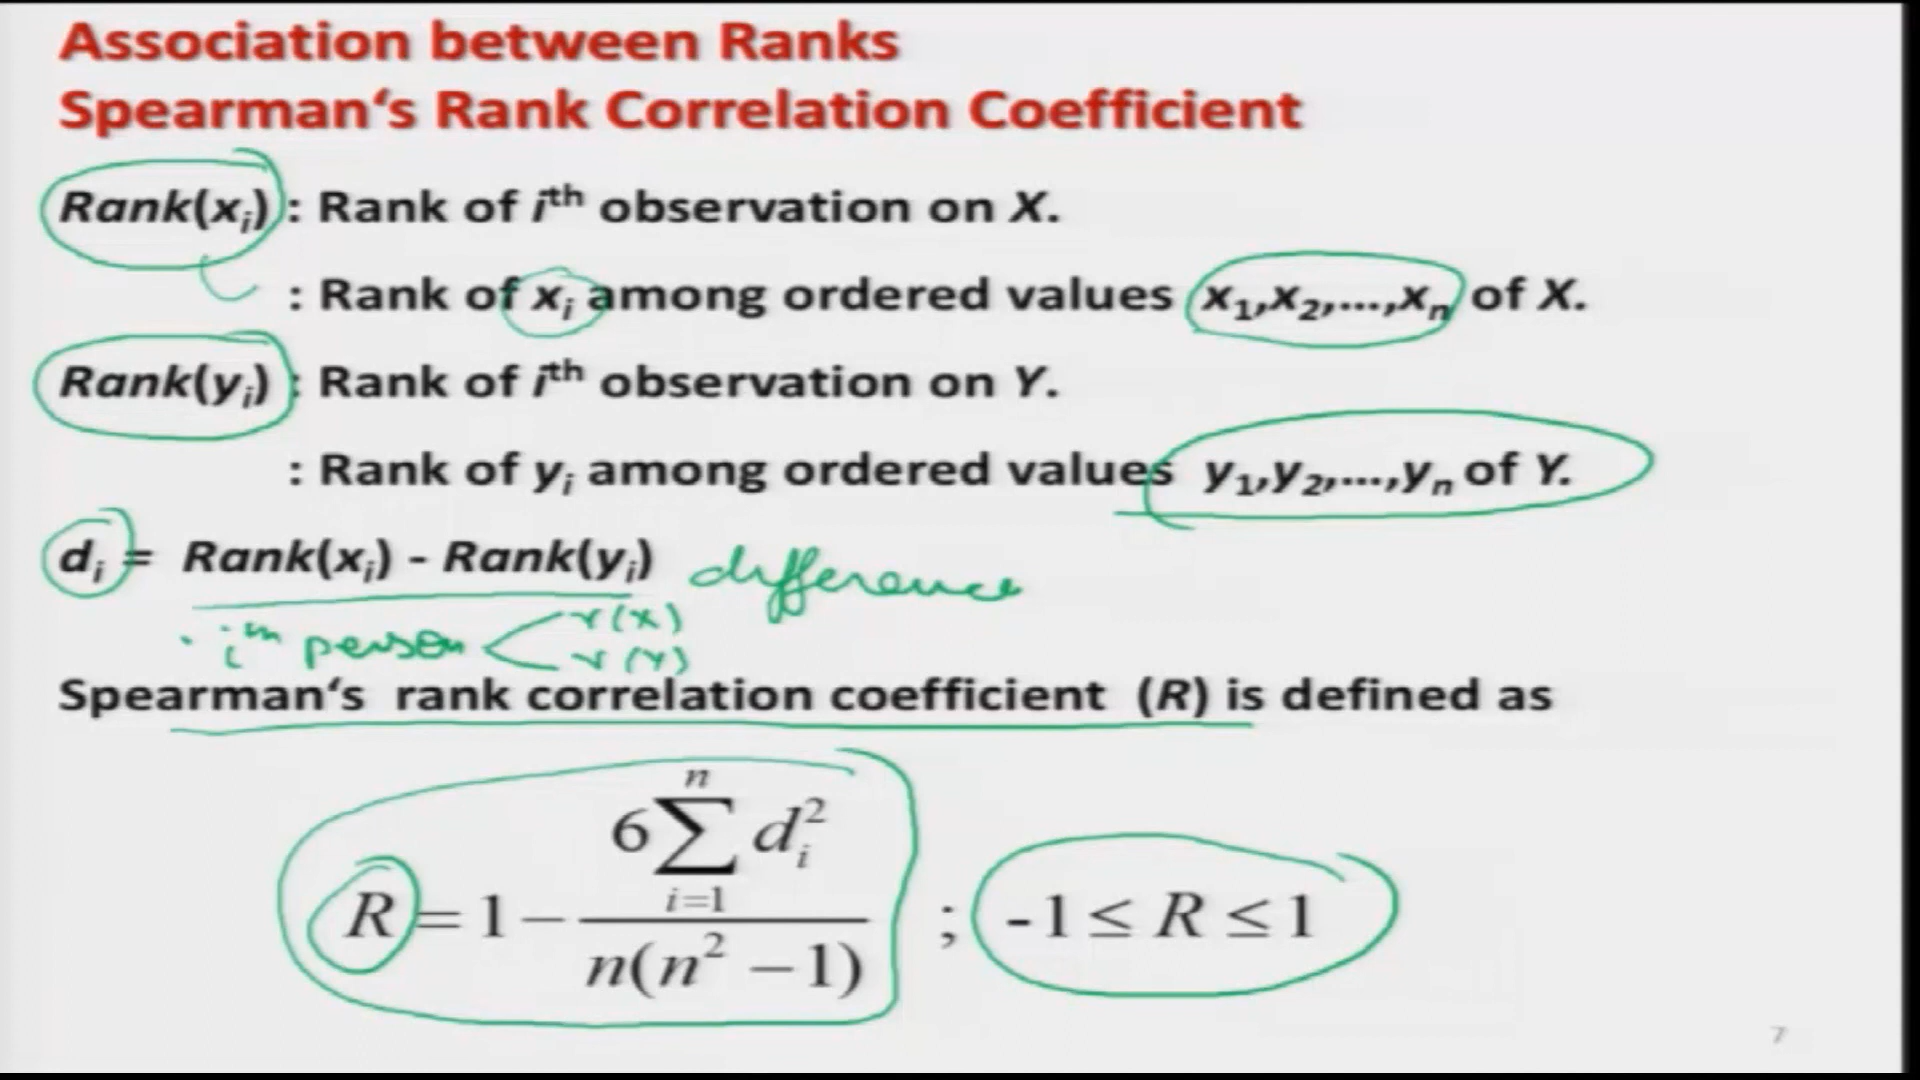 Association between Ranks
Spearman‘s Rank Correlation Coefficient
Rank(xᵢ) : Rank of iᵗʰ observation on X.
: Rank of xᵢ among ordered values x₁,x₂,...,xₙ of X.
Rank(yᵢ) : Rank of iᵗʰ observation on Y.
: Rank of yᵢ among ordered values y₁,y₂,...,yₙ of Y.
dᵢ = Rank(xᵢ) - Rank(yᵢ) difference
iᵗʰ person < r(X) r(Y)
Spearman‘s rank correlation coefficient (R) is defined as
R = 1 − 6 ∑ⁿᵢ₌₁ dᵢ² / n(n² − 1) ; -1 ≤ R ≤ 1
7